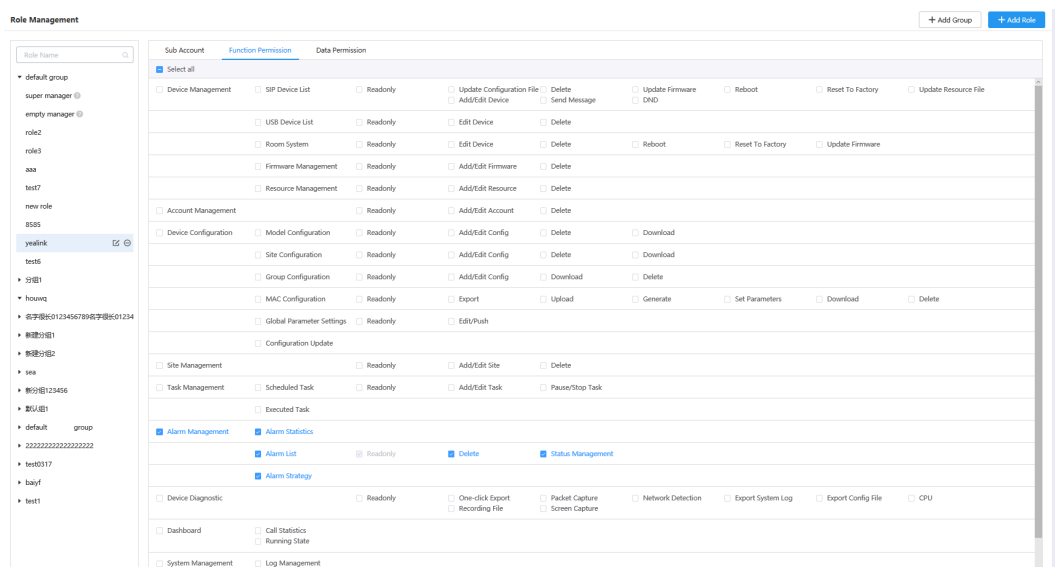 Role Management
+ Add Group
+ Add Role
Role Name
default group
super manager
empty manager
role2
role3
aaa
test7
new role
8585
yealink
test6
分组1
houwq
名字很长0123456789名字很长01234
新建分组1
新建分组2
sea
新分组123456
默认组1
default group
222222222222222222
test0317
baiyf
test1
Sub Account Function Permission Data Permission
Select all
Device Management SIP Device List Readonly Update Configuration File Delete Update Firmware Reboot Reset To Factory Update Resource File
Add/Edit Device Send Message DND
USB Device List Readonly Edit Device Delete
Room System Readonly Edit Device Delete Reboot Reset To Factory Update Firmware
Firmware Management Readonly Add/Edit Firmware Delete
Resource Management Readonly Add/Edit Resource Delete
Account Management Readonly Add/Edit Account Delete
Device Configuration Model Configuration Readonly Add/Edit Config Delete Download
Site Configuration Readonly Add/Edit Config Delete Download
Group Configuration Readonly Add/Edit Config Download Delete
MAC Configuration Readonly Export Upload Generate Set Parameters Download Delete
Global Parameter Settings Readonly Edit/Push
Configuration Update
Site Management Readonly Add/Edit Site Delete
Task Management Scheduled Task Readonly Add/Edit Task Pause/Stop Task
Executed Task
Alarm Management Alarm Statistics
Alarm List Readonly Delete Status Management
Alarm Strategy
Device Diagnostic Readonly One-click Export Packet Capture Network Detection Export System Log Export Config File CPU
Recording File Screen Capture
Dashboard Call Statistics
Running State
System Management Log Management